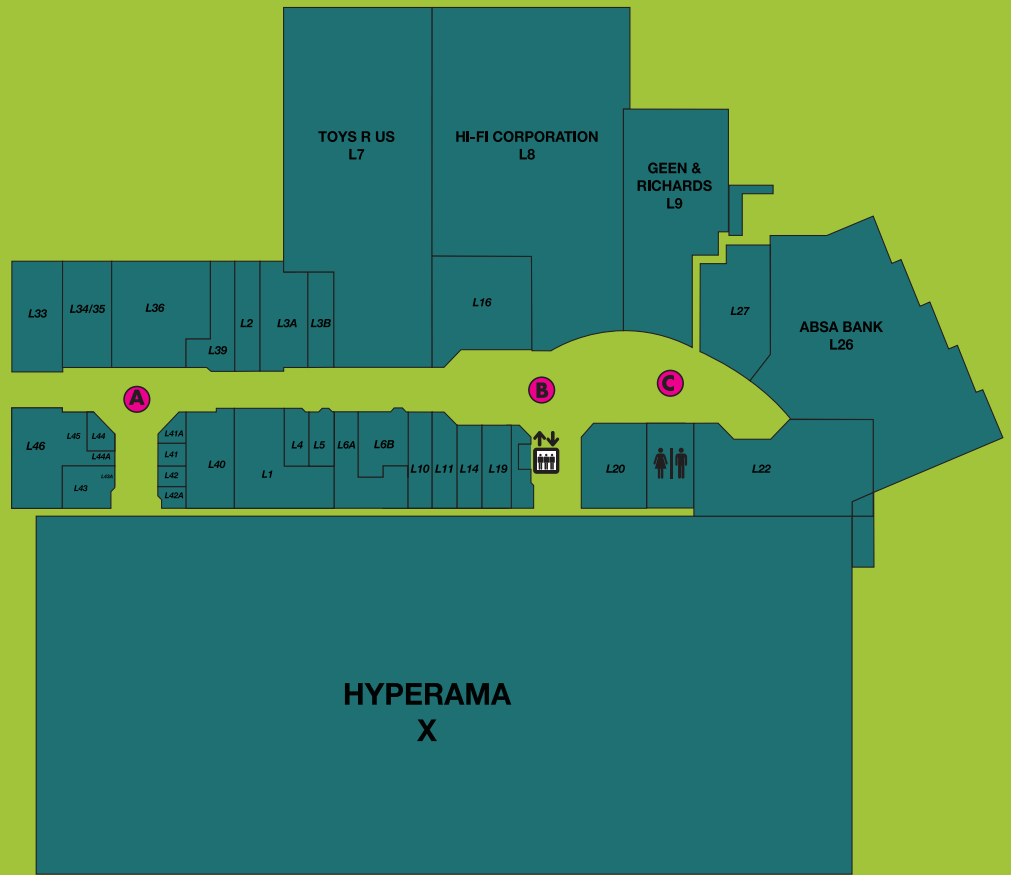 TOYS R US
L7
HI-FI CORPORATION
L8
GEEN &
RICHARDS
L9
L33
L34/35
L36
L39
L2
L3A
L3B
L16
L27
ABSA BANK
L26
A
B
C
L46
L45
L44
L44A
L43A
L43
L41A
L41
L42
L42A
L40
L1
L4
L5
L6A
L6B
L10
L11
L14
L19
L20
L22
HYPERAMA
X